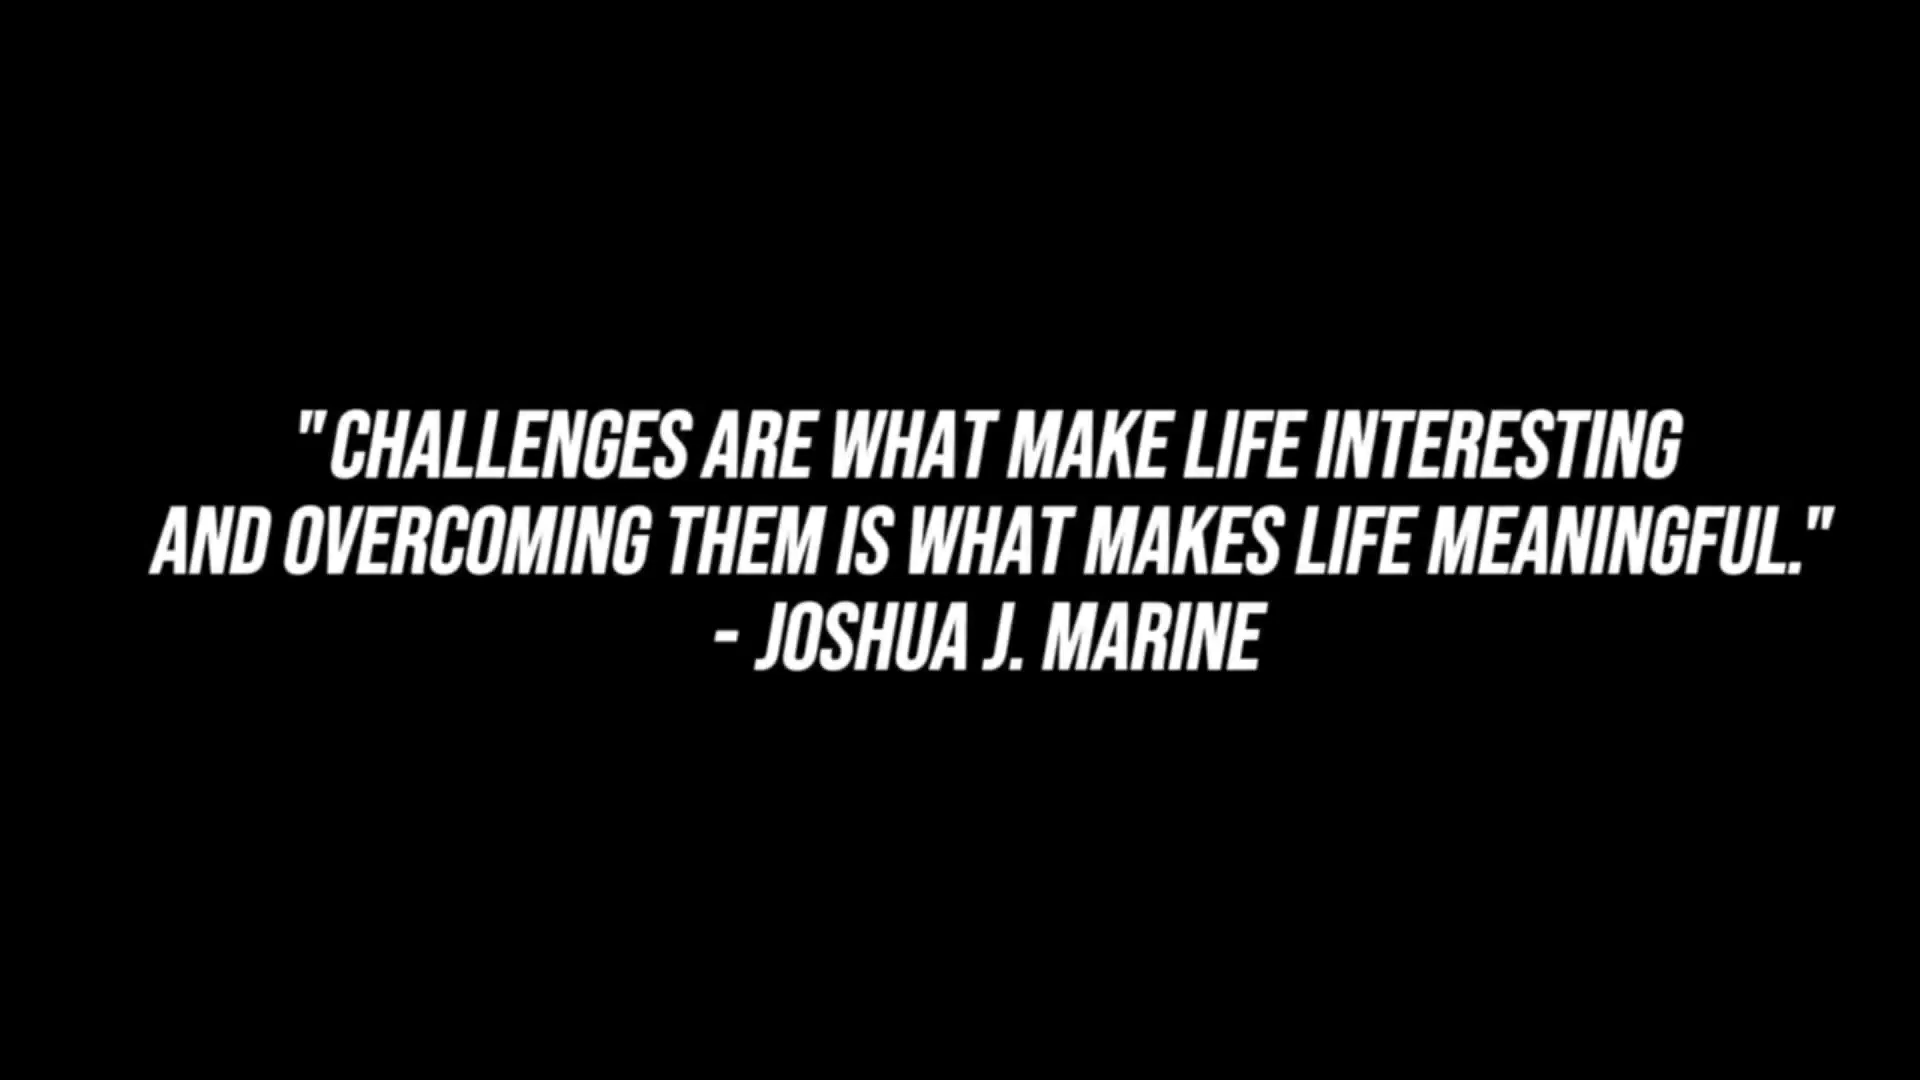 "CHALLENGES ARE WHAT MAKE LIFE INTERESTING
AND OVERCOMING THEM IS WHAT MAKES LIFE MEANINGFUL."
- JOSHUA J. MARINE